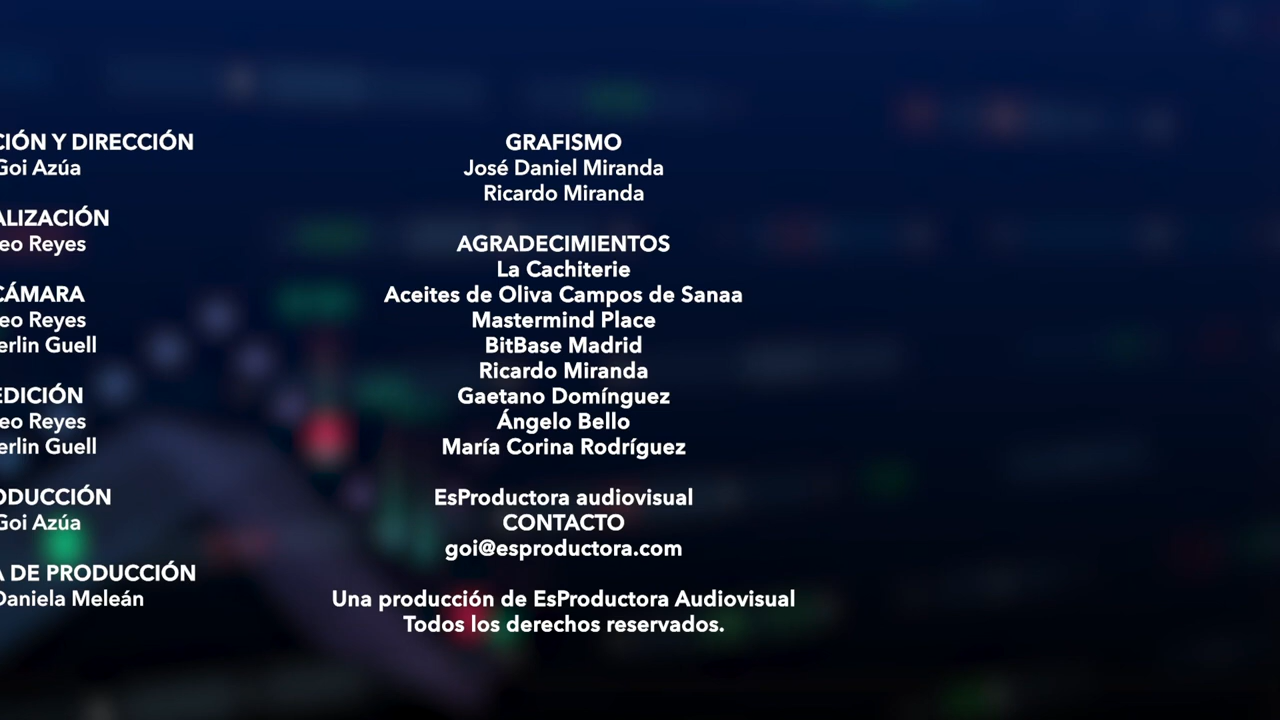 CIÓN Y DIRECCIÓN
Goi Azúa
ALIZACIÓN
eo Reyes
CÁMARA
eo Reyes
erlin Guell
EDICIÓN
eo Reyes
erlin Guell
ODUCCIÓN
Goi Azúa
A DE PRODUCCIÓN
Daniela Meleán
GRAFISMO
José Daniel Miranda
Ricardo Miranda
AGRADECIMIENTOS
La Cachiterie
Aceites de Oliva Campos de Sanaa
Mastermind Place
BitBase Madrid
Ricardo Miranda
Gaetano Domínguez
Ángelo Bello
María Corina Rodríguez
EsProductora audiovisual
CONTACTO
goi@esproductora.com
Una producción de EsProductora Audiovisual
Todos los derechos reservados.